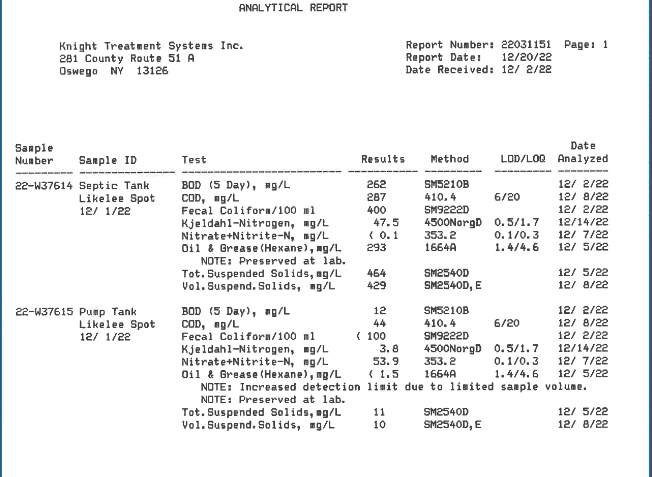 ANALYTICAL REPORT
Knight Treatment Systems Inc. Report Number: 22031151 Page: 1
281 County Route 51 A Report Date: 12/20/22
Oswego NY 13126 Date Received: 12/ 2/22
Sample Date
Number Sample ID Test Results Method LOD/LOQ Analyzed
22-W37614 Septic Tank BOD (5 Day), mg/L 262 SM5210B 12/ 2/22
Likelee Spot COD, mg/L 287 410.4 6/20 12/ 8/22
12/ 1/22 Fecal Coliform/100 ml 400 SM9222D 12/ 2/22
Kjeldahl-Nitrogen, mg/L 47.5 4500NorgD 0.5/1.7 12/14/22
Nitrate+Nitrite-N, mg/L < 0.1 353.2 0.1/0.3 12/ 7/22
Oil & Grease(Hexane),mg/L 293 1664A 1.4/4.6 12/ 5/22
NOTE: Preserved at lab.
Tot.Suspended Solids,mg/L 464 SM2540D 12/ 5/22
Vol.Suspend.Solids, mg/L 429 SM2540D,E 12/ 8/22
22-W37615 Pump Tank BOD (5 Day), mg/L 12 SM5210B 12/ 2/22
Likelee Spot COD, mg/L 44 410.4 6/20 12/ 8/22
12/ 1/22 Fecal Coliform/100 ml < 100 SM9222D 12/ 2/22
Kjeldahl-Nitrogen, mg/L 3.8 4500NorgD 0.5/1.7 12/14/22
Nitrate+Nitrite-N, mg/L 53.9 353.2 0.1/0.3 12/ 7/22
Oil & Grease(Hexane),mg/L < 1.5 1664A 1.4/4.6 12/ 5/22
NOTE: Increased detection limit due to limited sample volume.
NOTE: Preserved at lab.
Tot.Suspended Solids,mg/L 11 SM2540D 12/ 5/22
Vol.Suspend.Solids, mg/L 10 SM2540D,E 12/ 8/22